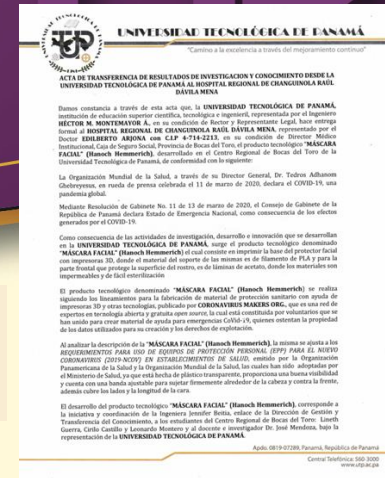 UNIVERSIDAD TECNOLÓGICA DE PANAMÁ
"Camino a la excelencia a través del mejoramiento continuo"
ACTA DE TRANSFERENCIA DE RESULTADOS DE INVESTIGACION Y CONOCIMIENTO DESDE LA
UNIVERSIDAD TECNOLÓGICA DE PANAMÁ AL HOSPITAL REGIONAL DE CHANGUINOLA RAÚL
DÁVILA MENA
Damos constancia a través de esta acta que, la UNIVERSIDAD TECNOLÓGICA DE PANAMÁ,
institución de educación superior científica, tecnológica e ingenieril, representada por el Ingeniero
HÉCTOR M. MONTEMAYOR Á., en su condición de Rector y Representante Legal, hace entrega
formal al HOSPITAL REGIONAL DE CHANGUINOLA RAÚL DÁVILA MENA, representado por el
Doctor EDILBERTO ARJONA con C.I.P 4-714-2213, en su condición de Director Médico
Institucional, Caja de Seguro Social, Provincia de Bocas del Toro, el producto tecnológico "MÁSCARA
FACIAL" (Hanoch Hemmerich), desarrollado en el Centro Regional de Bocas del Toro de la
Universidad Tecnológica de Panamá, de conformidad con lo siguiente:
La Organización Mundial de la Salud, a través de su Director General, Dr. Tedros Adhanom
Ghebreyesus, en rueda de prensa celebrada el 11 de marzo de 2020, declara el COVID-19, una
pandemia global.
Mediante Resolución de Gabinete No. 11 de 13 de marzo de 2020, el Consejo de Gabinete de la
República de Panamá declara Estado de Emergencia Nacional, como consecuencia de los efectos
generados por el COVID-19.
Como consecuencia de las actividades de investigación, desarrollo e innovación que se desarrollan
en la UNIVERSIDAD TECNOLÓGICA DE PANAMÁ, surge el producto tecnológico denominado
"MÁSCARA FACIAL" (Hanoch Hemmerich) el cual consiste en imprimir la base del protector facial
con impresoras 3D, donde el material del soporte de las mismas es de filamento de PLA y para la
parte frontal que protege la superficie del rostro, es de láminas de acetato, donde los materiales son
impermeables y de fácil esterilización
El producto tecnológico denominado "MÁSCARA FACIAL" (Hanoch Hemmerich) se realiza
siguiendo los lineamientos para la fabricación de material de protección sanitario con ayuda de
impresoras 3D y otras tecnologías, publicado por CORONAVIRUS MAKERS ORG, que es una red de
expertos en tecnología abierta y gratuita open source, la cual está constituida por voluntarios que se
han unido para crear material de ayuda para emergencias CoVid-19, quienes ostentan la propiedad
de los datos utilizados para su creación y los derechos de explotación.
Al analizar la descripción de la "MÁSCARA FACIAL" (Hanoch Hemmerich), la misma se ajusta a los
REQUERIMIENTOS PARA USO DE EQUIPOS DE PROTECCIÓN PERSONAL (EPP) PARA EL NUEVO
CORONAVIRUS (2019-NCOV) EN ESTABLECIMIENTOS DE SALUD, emitido por la Organización
Panamericana de la Salud y la Organización Mundial de la Salud, las cuales han sido adoptadas por
el Ministerio de Salud, ya que está hecha de plástico transparente, proporciona una buena visibilidad
y cuenta con una banda ajustable para sujetar firmemente alrededor de la cabeza y contra la frente,
además cubre los lados y la longitud de la cara.
El desarrollo del producto tecnológico "MÁSCARA FACIAL" (Hanoch Hemmerich), corresponde a
la iniciativa y coordinación de la Ingeniera Jennifer Beitia, enlace de la Dirección de Gestión y
Transferencia del Conocimiento, a los estudiantes del Centro Regional de Bocas del Toro: Lineth
Guerra, Cirilo Castillo y Leonardo Montero y al docente e investigador Dr. José Mendoza, bajo la
representación de la UNIVERSIDAD TECNOLÓGICA DE PANAMÁ.
Apdo. 0819-07289, Panamá, República de Panamá
Central Telefónica: 560 3000
www.utp.ac.pa